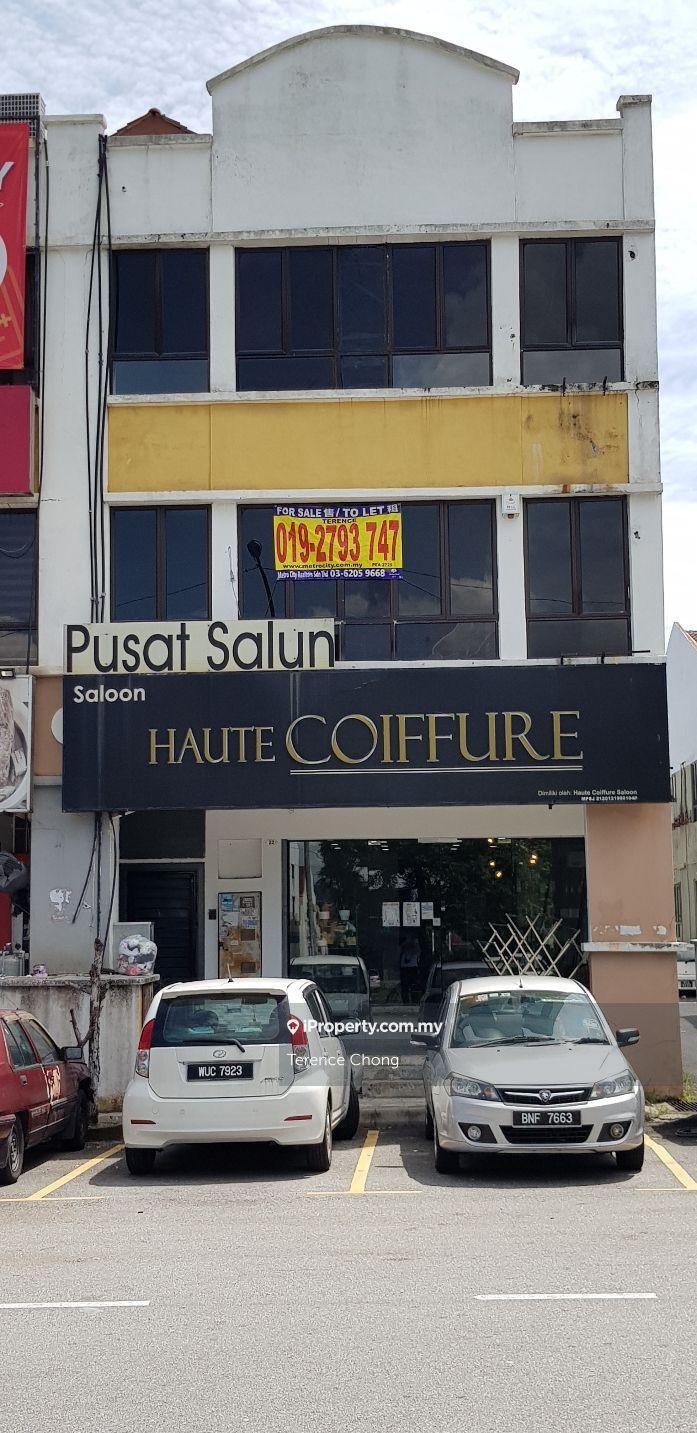 Y
FOR SALE 售 / TO LET 租
TERENCE
019-2793 747
www.metrocity.com.my
Metro City Realtors Sdn Bhd 03-6205 9668
Pusat Salun
Saloon
HAUTE COIFFURE
Dimiliki oleh: Haute Coiffure Saloon
22
iProperty.com.my
Terence Chong
WUC 7923
BNF 7663